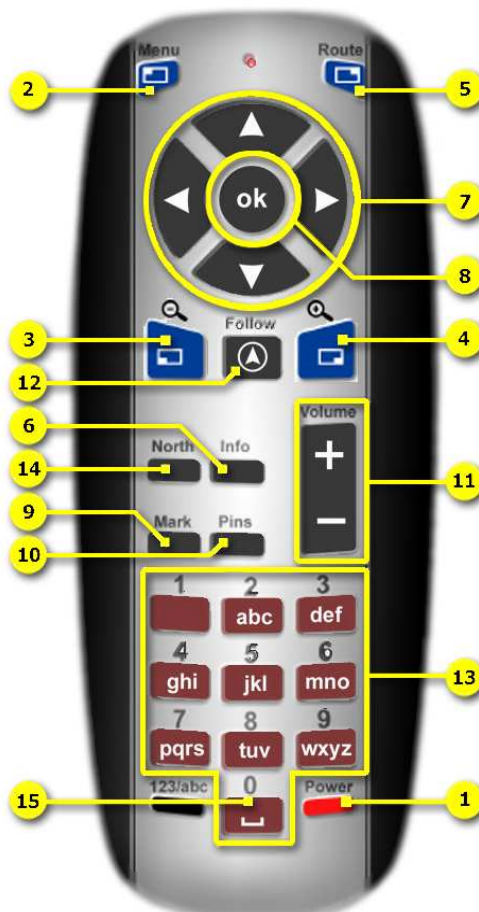 Menu Route
2 5
ok 7
8
3 Follow 4
12
Volume
6 North Info
14 11
9 Mark Pins
10
1 2 3
abc def
4 5 6
ghi jkl mno 13
7 8 9
pqrs tuv wxyz
123/abc 0 Power
15 1